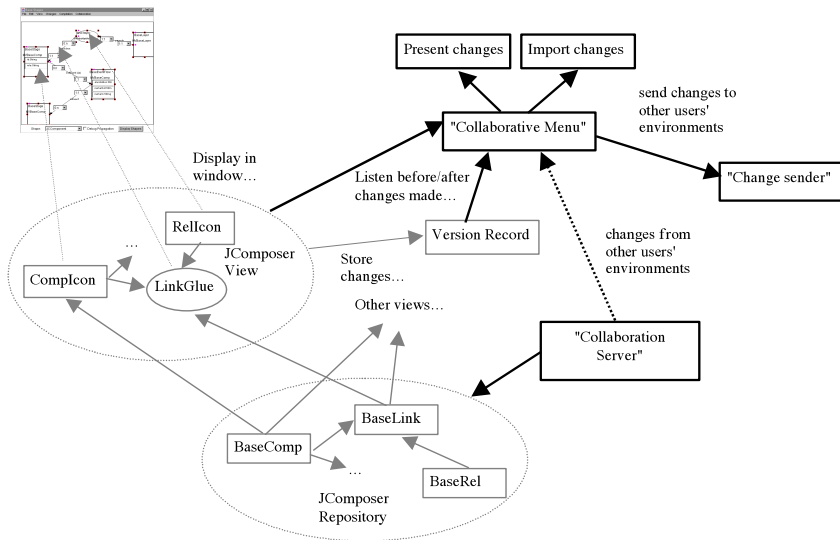 Present changes
Import changes
send changes to
other users'
environments
"Collaborative Menu"
Display in
window…
Listen before/after
changes made…
"Change sender"
RelIcon
Version Record
changes from
other users'
environments
…
JComposer
View
Store
changes…
CompIcon
LinkGlue
Other views…
"Collaboration
Server"
BaseLink
BaseComp
…
BaseRel
JComposer
Repository